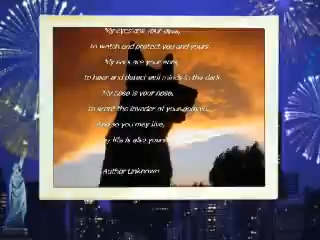 My eyes are your eyes,
To watch and protect you and yours.
My ears are your ears,
to hear and detect evil minds in the dark.
My nose is your nose,
To scent the invader of your domain.
And so you may live,
My life is also yours.
Author Unknown